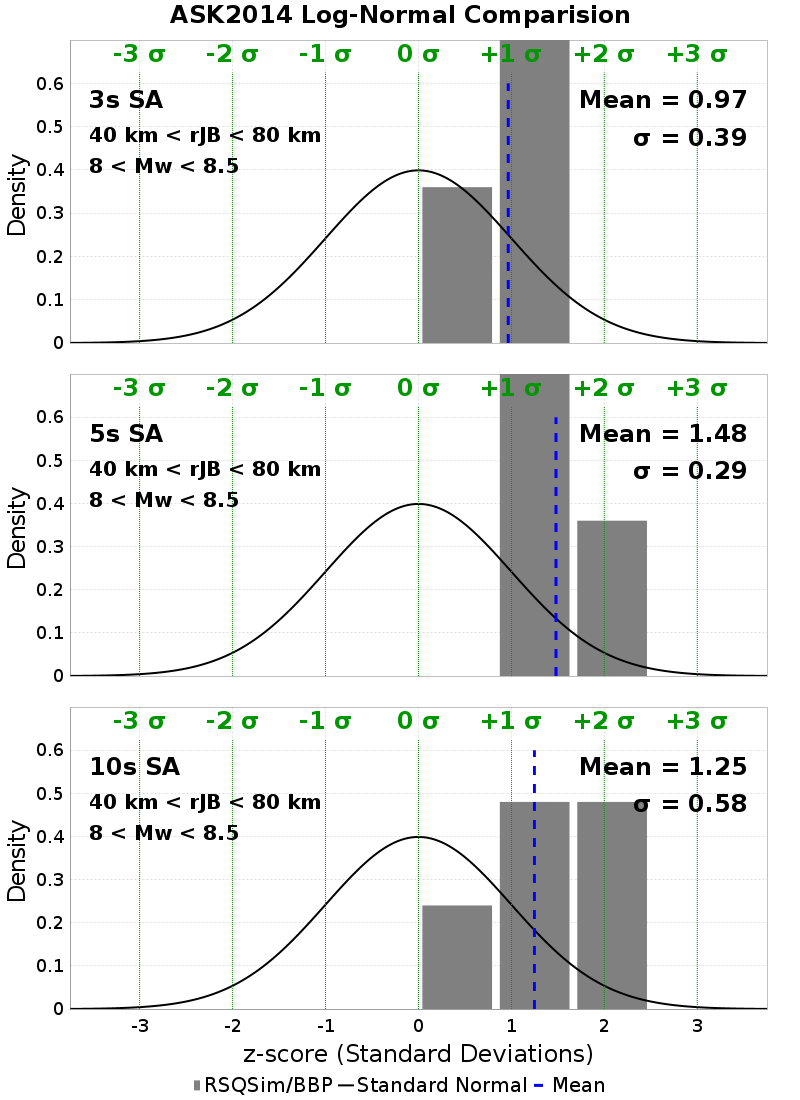 ASK2014 Log-Normal Comparision
-3 σ -2 σ -1 σ 0 σ +1 σ +2 σ +3 σ
3s SA
40 km < rJB < 80 km
8 < Mw < 8.5
Mean = 0.97
σ = 0.39
Density
0.6
0.5
0.4
0.3
0.2
0.1
0
-3 σ -2 σ -1 σ 0 σ +1 σ +2 σ +3 σ
5s SA
40 km < rJB < 80 km
8 < Mw < 8.5
Mean = 1.48
σ = 0.29
Density
0.6
0.5
0.4
0.3
0.2
0.1
0
-3 σ -2 σ -1 σ 0 σ +1 σ +2 σ +3 σ
10s SA
40 km < rJB < 80 km
8 < Mw < 8.5
Mean = 1.25
σ = 0.58
Density
0.6
0.5
0.4
0.3
0.2
0.1
0
-3 -2 -1 0 1 2 3
z-score (Standard Deviations)
RSQSim/BBP Standard Normal Mean